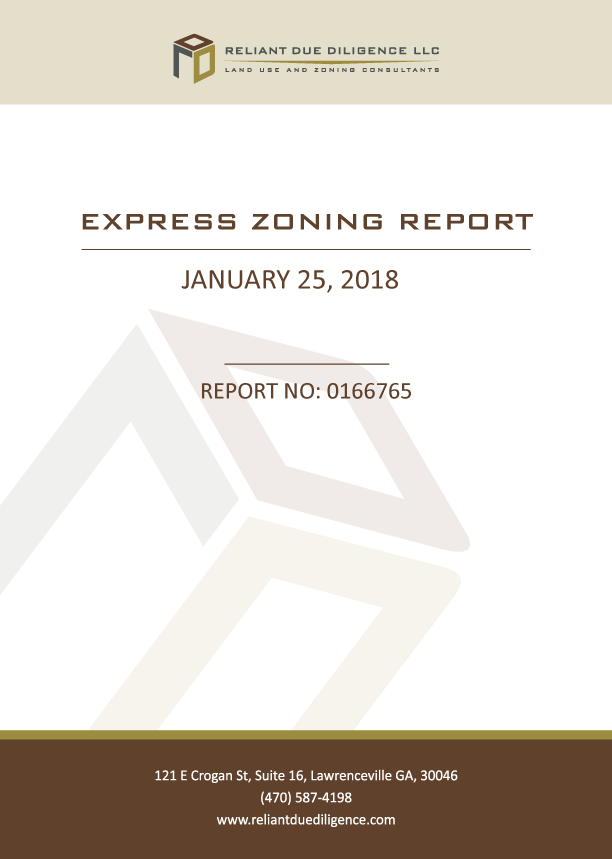 RELIANT DUE DILIGENCE LLC
LAND USE AND ZONING CONSULTANTS
EXPRESS ZONING REPORT
JANUARY 25, 2018
REPORT NO: 0166765
121 E Crogan St, Suite 16, Lawrenceville GA, 30046
(470) 587-4198
www.reliantduediligence.com